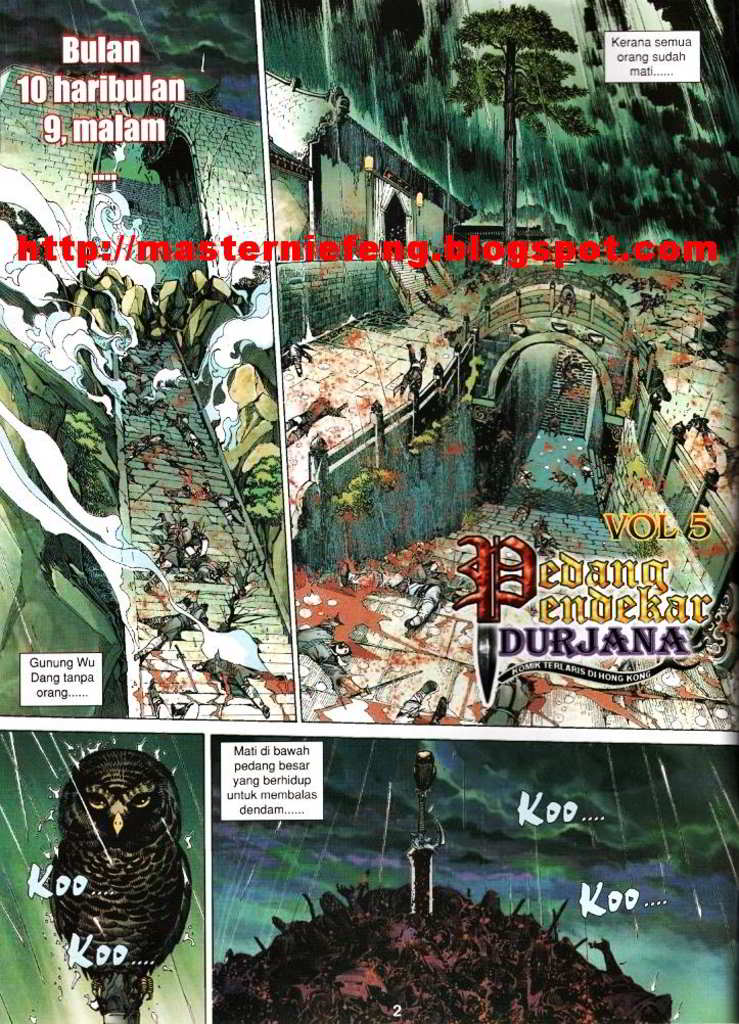 Bulan
10 haribulan
9, malam
....
Gunung Wu
Dang tanpa
orang......
Kerana semua
orang sudah
mati......
http://masterniefeng.blogspot.com
VOL 5
Pedang
Pendekar
DURJANA
KOMIK TERLARIS DI HONG KONG
Koo....
Koo....
Mati di bawah
pedang besar
yang berhidup
untuk membalas
dendam......
Koo....
Koo....
2